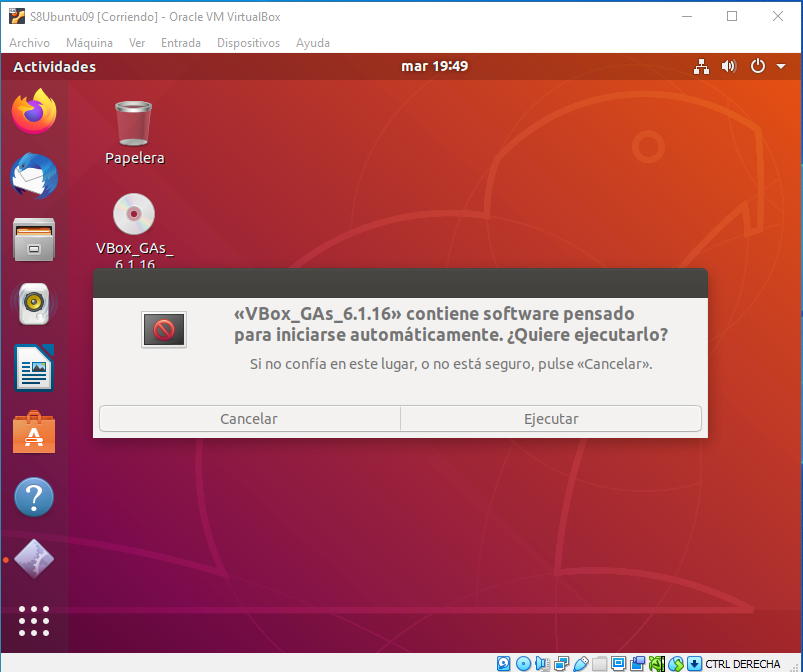 S8Ubuntu09 [Corriendo] - Oracle VM VirtualBox
Archivo Máquina Ver Entrada Dispositivos Ayuda
Actividades mar 19:49
Papelera
VBox_GAs_
6.1.16
«VBox_GAs_6.1.16» contiene software pensado
para iniciarse automáticamente. ¿Quiere ejecutarlo?
Si no confía en este lugar, o no está seguro, pulse «Cancelar».
Cancelar Ejecutar
CTRL DERECHA